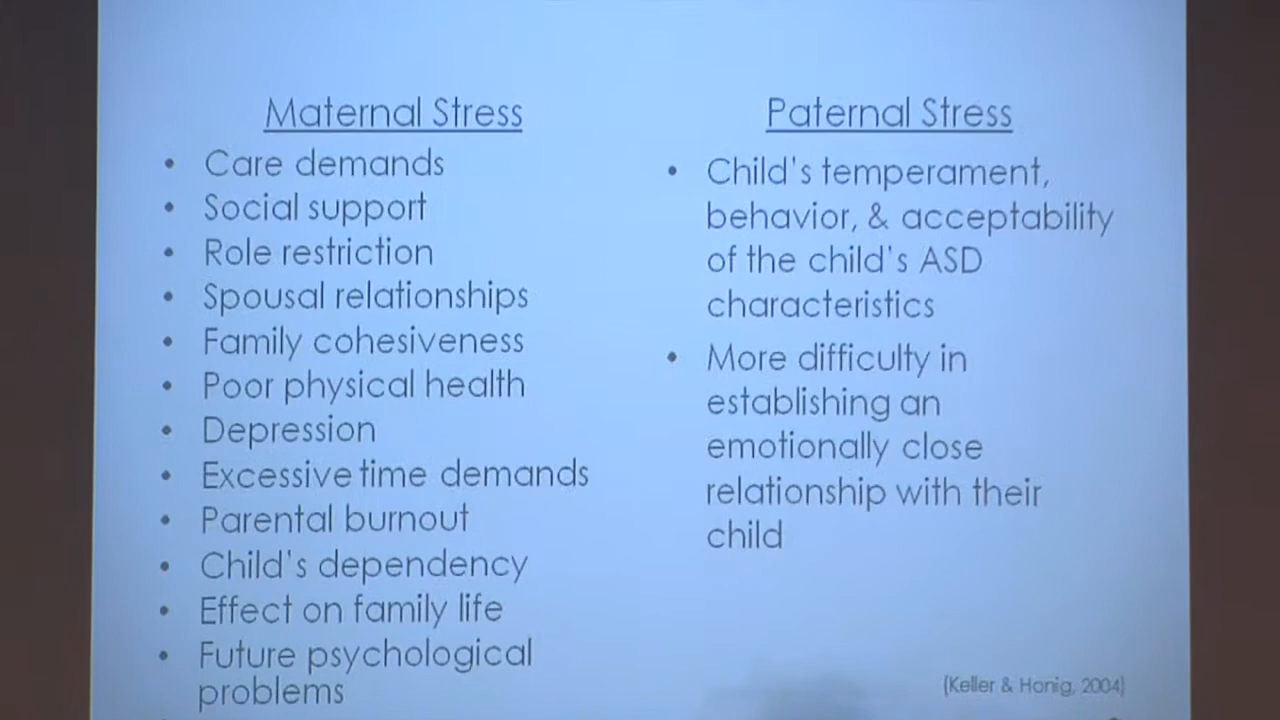 Maternal Stress
• Care demands
• Social support
• Role restriction
• Spousal relationships
• Family cohesiveness
• Poor physical health
• Depression
• Excessive time demands
• Parental burnout
• Child's dependency
• Effect on family life
• Future psychological
problems
Paternal Stress
• Child's temperament,
behavior, & acceptability
of the child's ASD
characteristics
• More difficulty in
establishing an
emotionally close
relationship with their
child
(Keller & Honig, 2004)